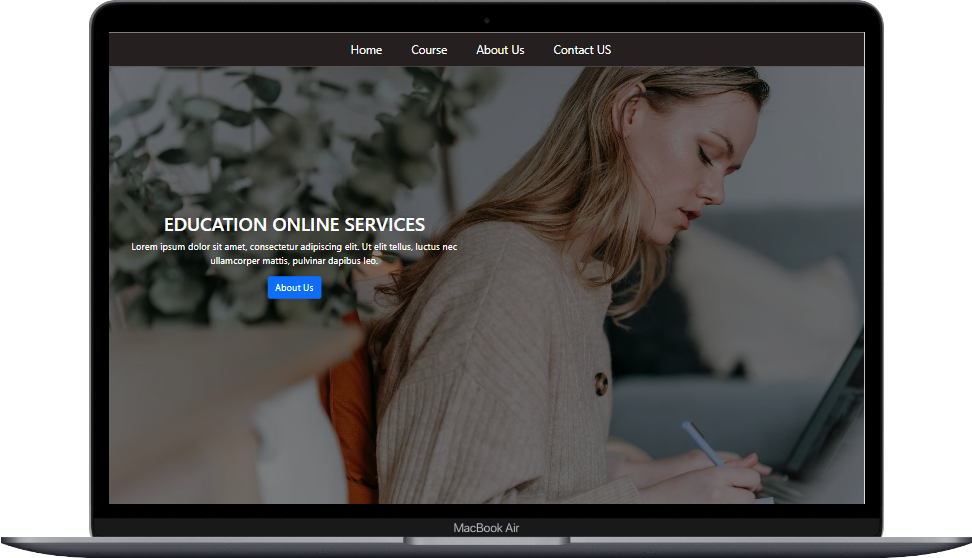 Home Course About Us Contact US
EDUCATION ONLINE SERVICES
Lorem ipsum dolor sit amet, consectetur adipiscing elit. Ut elit tellus, luctus nec
ullamcorper mattis, pulvinar dapibus leo.
About Us
MacBook Air